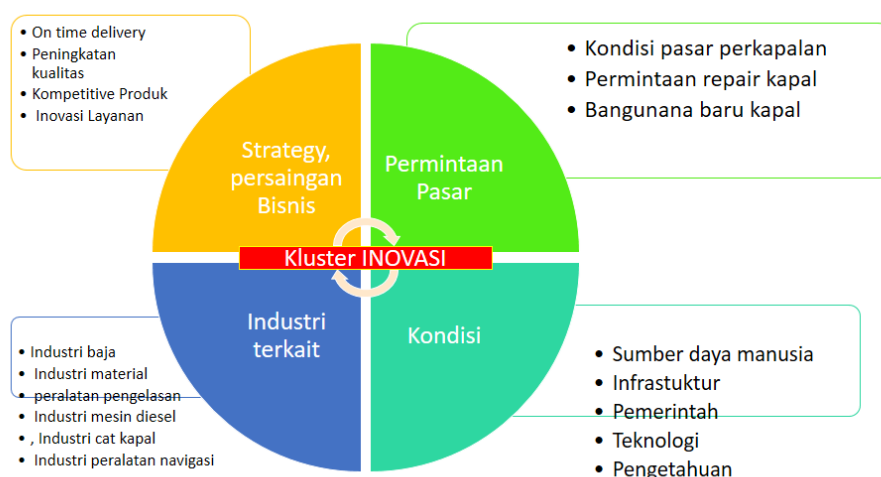 • On time delivery
• Peningkatan
kualitas
• Kompetitive Produk
• Inovasi Layanan
• Kondisi pasar perkapalan
• Permintaan repair kapal
• Bangunana baru kapal
Strategy,
persaingan
Bisnis
Permintaan
Pasar
Kluster INOVASI
Industri
terkait
Kondisi
• Industri baja
• Industri material
• peralatan pengelasan
• Industri mesin diesel
• , Industri cat kapal
• Industri peralatan navigasi
• Sumber daya manusia
• Infrastuktur
• Pemerintah
• Teknologi
• Pengetahuan